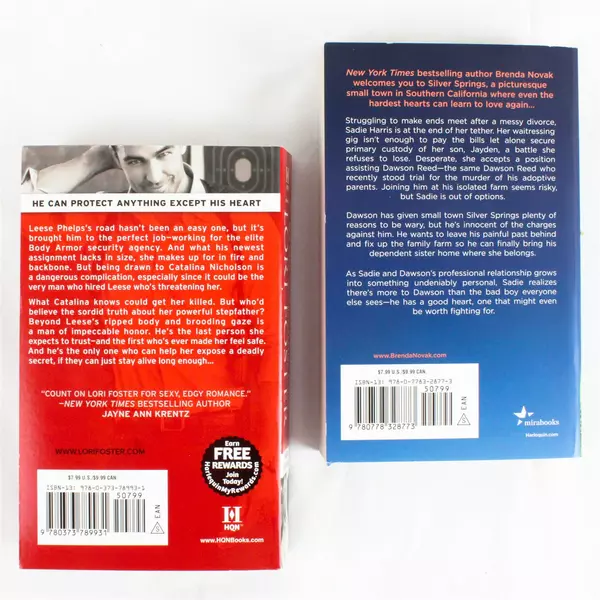 HE CAN PROTECT ANYTHING EXCEPT HIS HEART
Leese Phelps's road hasn't been an easy one, but it's
brought him to the perfect job—working for the elite
Body Armor security agency. And what his newest
assignment lacks in size, she makes up for in fire and
backbone. But being drawn to Catalina Nicholson is
a dangerous complication, especially since it could be the
very man who hired Leese who's threatening her.
What Catalina knows could get her killed. But who'd
believe the sordid truth about her powerful stepfather?
Beyond Leese's ripped body and brooding gaze is
a man of impeccable honor. He's the last person she
expects to trust—and the first who's ever made her feel safe.
And he's the only one who can help her expose a deadly
secret, if they can just stay alive long enough...
"COUNT ON LORI FOSTER FOR SEXY, EDGY ROMANCE."
—NEW YORK TIMES BESTSELLING AUTHOR
JAYNE ANN KRENTZ
WWW.LORIFOSTER.COM
Earn
FREE
REWARDS
Join
Today!
HarlequinMyRewards.com
$7.99 U.S./$9.99 CAN.
ISBN-13: 978-0-373-78993-1
50799
9 780373 789931
EAN
H
HQN™
www.HQNBooks.com
New York Times bestselling author Brenda Novak
welcomes you to Silver Springs, a picturesque
small town in Southern California where even the
hardest hearts can learn to love again...
Struggling to make ends meet after a messy divorce,
Sadie Harris is at the end of her tether. Her waitressing
gig isn't enough to pay the bills let alone secure
primary custody of her son, Jayden, a battle she
refuses to lose. Desperate, she accepts a position
assisting Dawson Reed—the same Dawson Reed who
recently stood trial for the murder of his adoptive
parents. Joining him at his isolated farm seems risky,
but Sadie is out of options.
Dawson has given small town Silver Springs plenty of
reasons to be wary, but he's innocent of the charges
against him. He wants to leave his painful past behind
and fix up the family farm so he can finally bring his
dependent sister home where she belongs.
As Sadie and Dawson's professional relationship grows
into something undeniably personal, Sadie realizes
there's more to Dawson than the bad boy everyone
else sees—he has a good heart, one that might even
be worth fighting for.
www.BrendaNovak.com
$7.99 U.S./$9.99 CAN.
ISBN-13: 978-0-7783-2877-3
50799
9 780778 328773
EAN
mirabooks
Harlequin.com